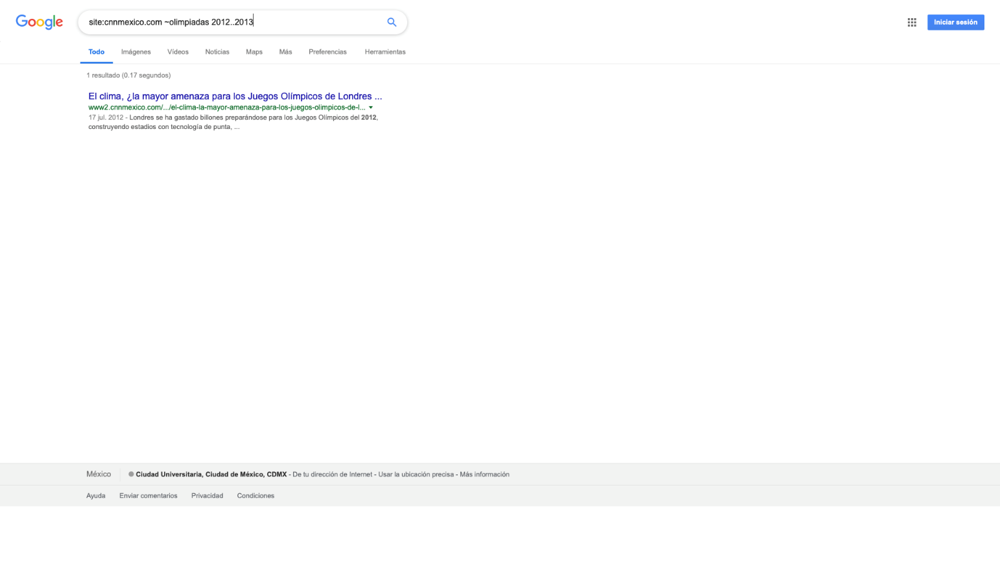 Google
site:cnnmexico.com ~olimpiadas 2012..2013
Iniciar sesión
Todo Imágenes Vídeos Noticias Maps Más Preferencias Herramientas
1 resultado (0.17 segundos)
El clima, ¿la mayor amenaza para los Juegos Olímpicos de Londres ...
www2.cnnmexico.com/.../el-clima-la-mayor-amenaza-para-los-juegos-olimpicos-de-l...
17 jul. 2012 - Londres se ha gastado billones preparándose para los Juegos Olímpicos del 2012,
construyendo estadios con tecnología de punta, ...
México Ciudad Universitaria, Ciudad de México, CDMX - De tu dirección de Internet - Usar la ubicación precisa - Más información
Ayuda Enviar comentarios Privacidad Condiciones